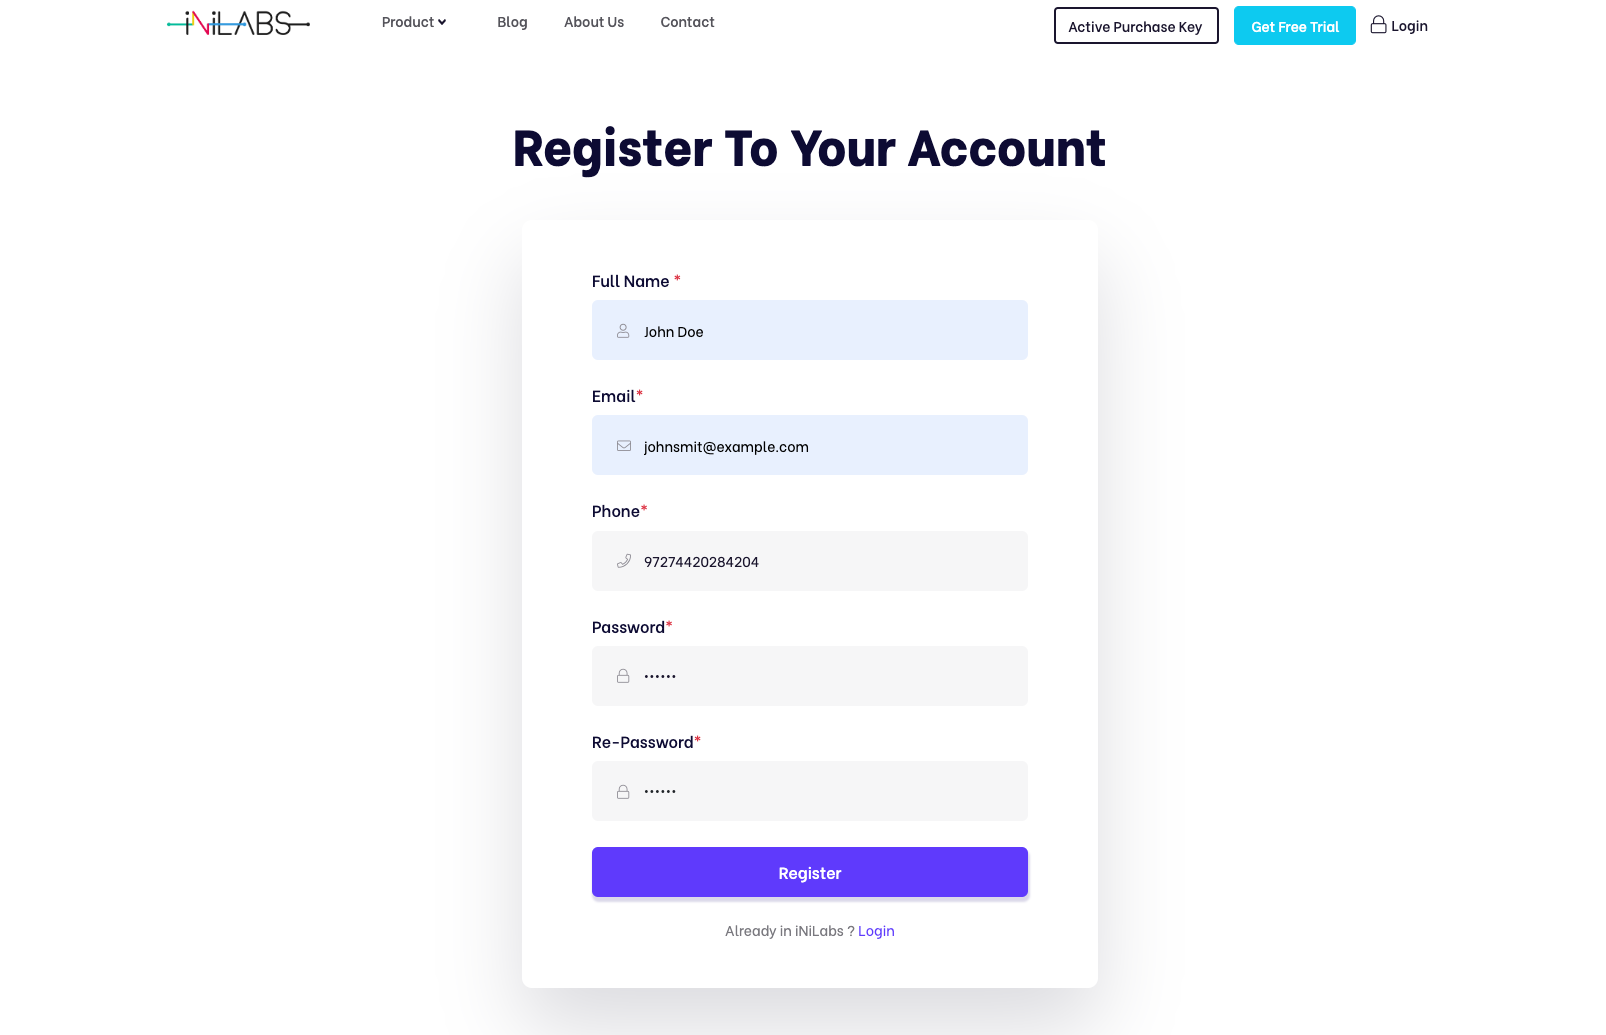 iNiLABS
Product Blog About Us Contact
Active Purchase Key Get Free Trial Login
Register To Your Account
Full Name *
John Doe
Email*
johnsmit@example.com
Phone*
97274420284204
Password*
••••••
Re-Password*
••••••
Register
Already in iNiLabs ? Login